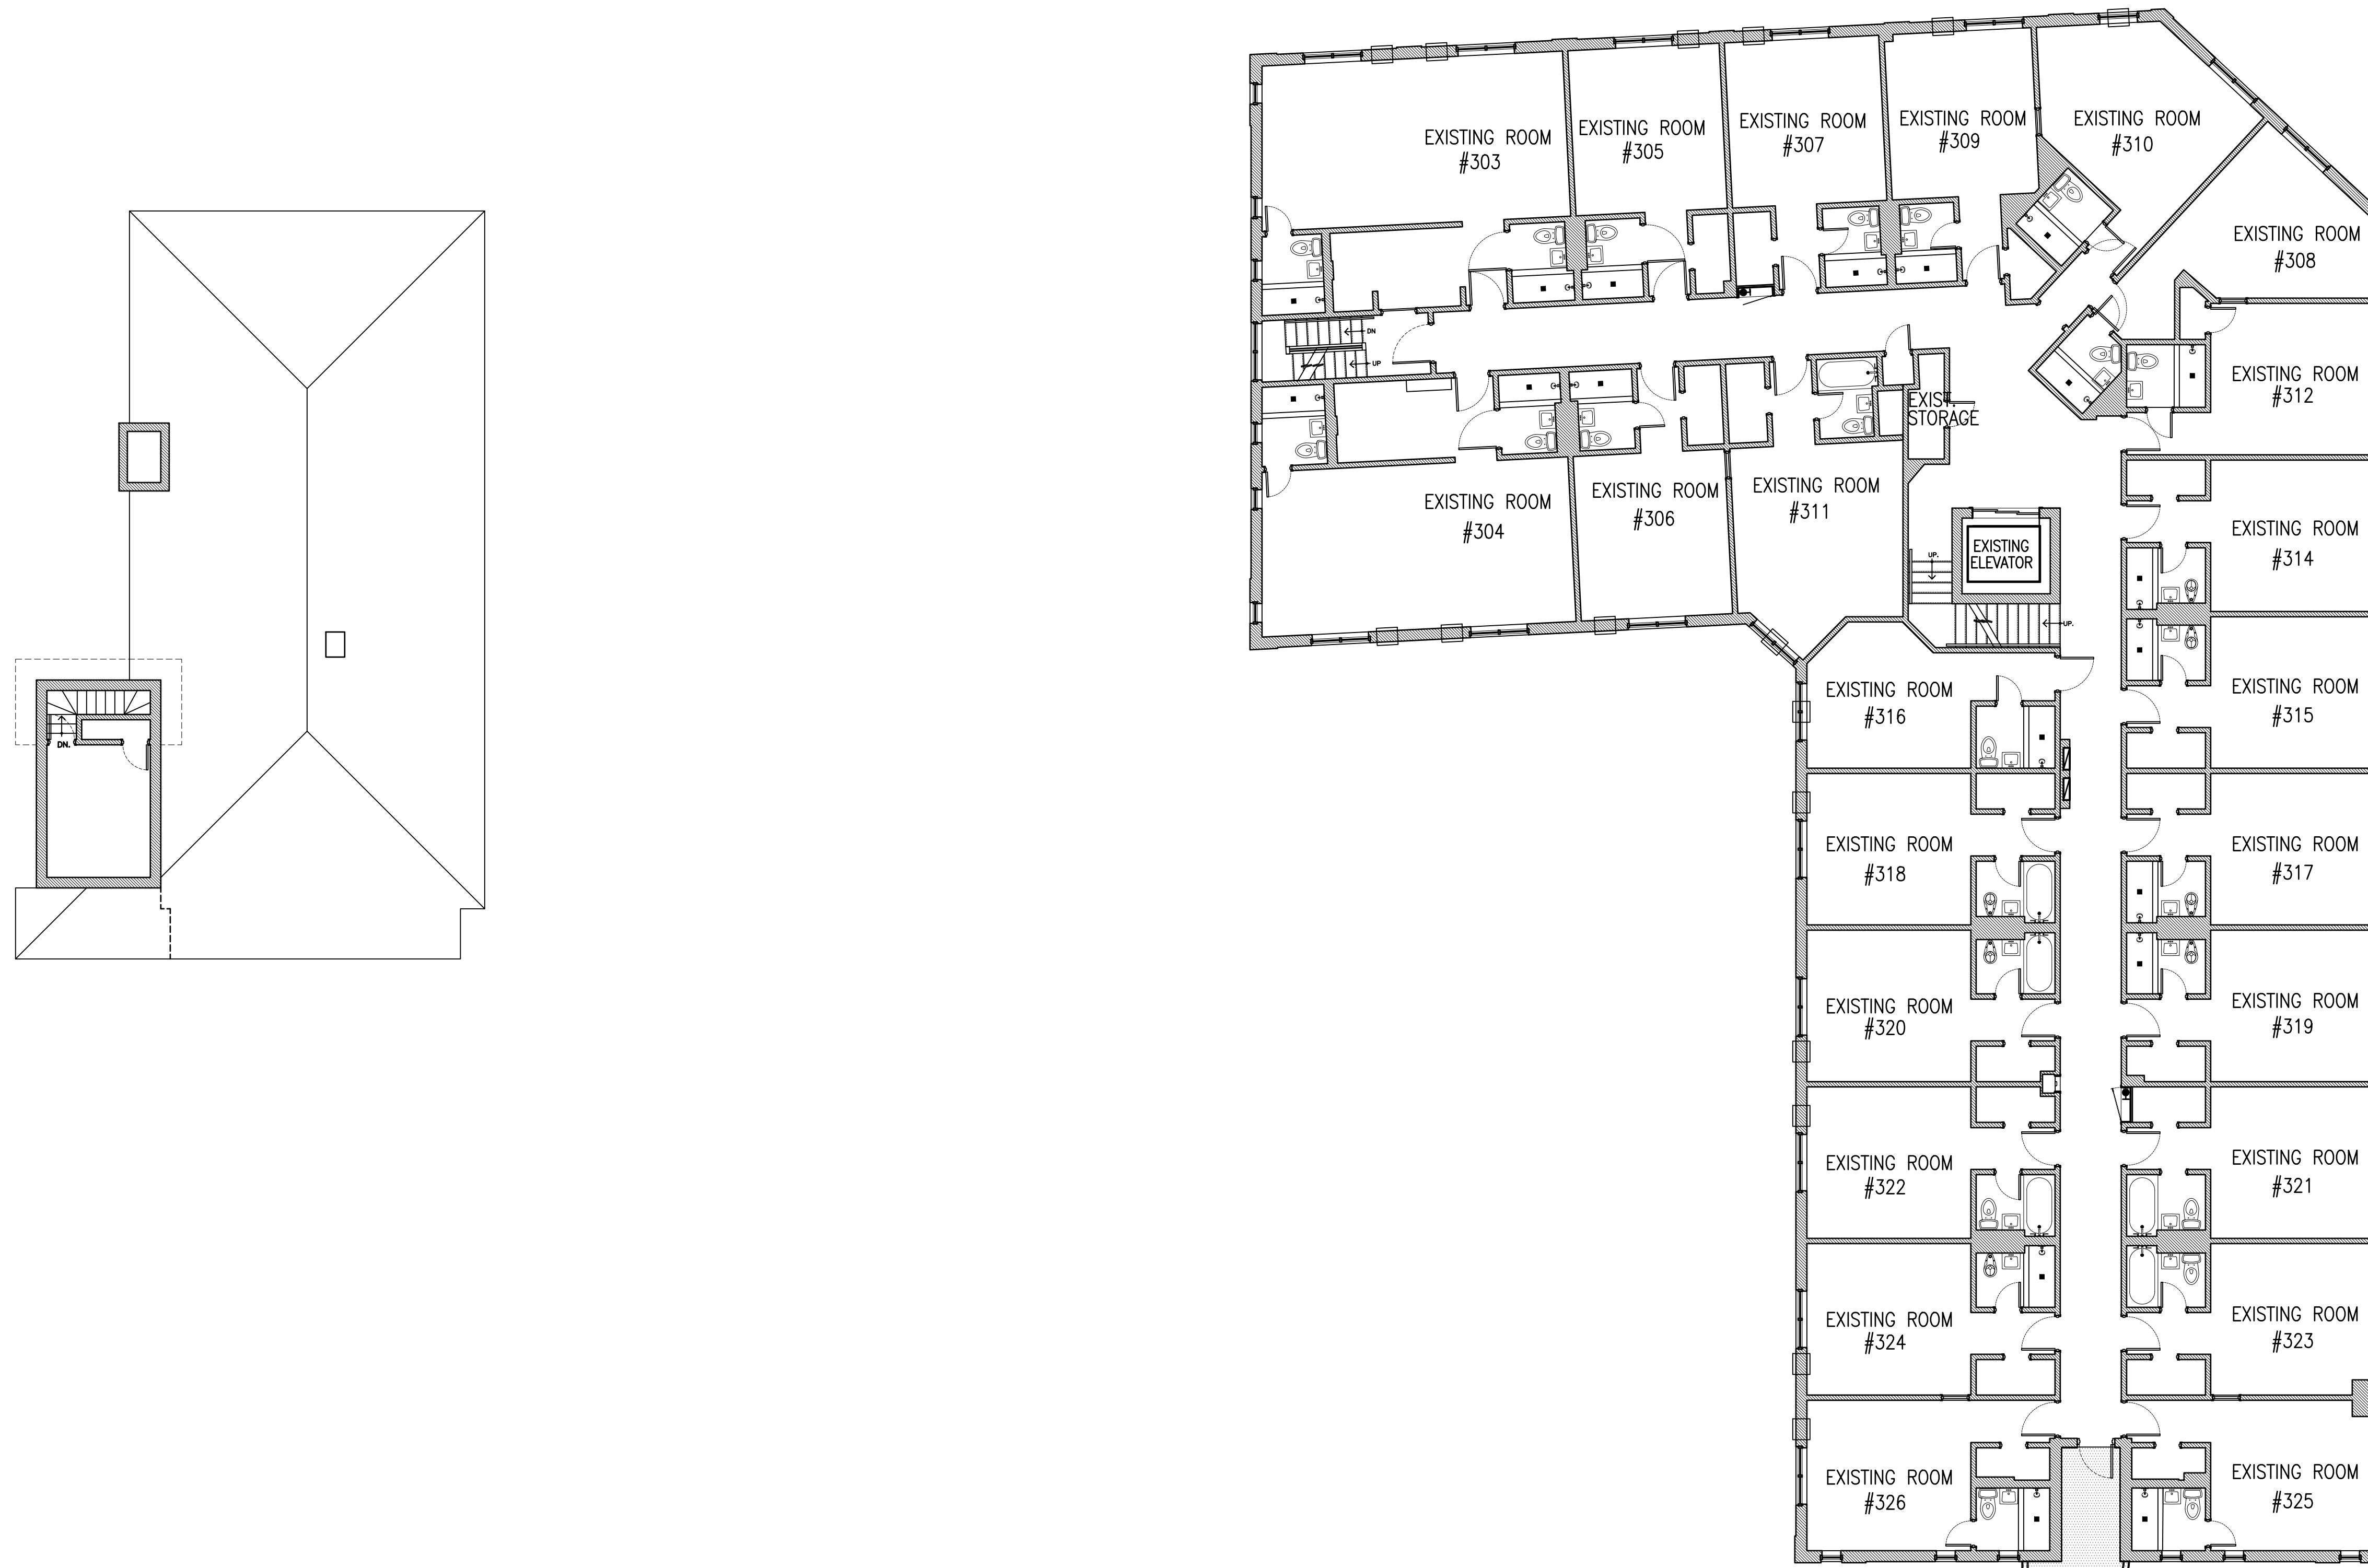 EXISTING ROOM
#303
EXISTING ROOM
#305
EXISTING ROOM
#307
EXISTING ROOM
#309
EXISTING ROOM
#310
EXISTING ROOM
#308
DN
UP
EXISTING ROOM
#312
EXIST.
STORAGE
EXISTING ROOM
#304
EXISTING ROOM
#306
EXISTING ROOM
#311
EXISTING ROOM
#314
UP.
EXISTING
ELEVATOR
UP.
EXISTING ROOM
#316
EXISTING ROOM
#315
DN.
EXISTING ROOM
#318
EXISTING ROOM
#317
EXISTING ROOM
#320
EXISTING ROOM
#319
EXISTING ROOM
#322
EXISTING ROOM
#321
EXISTING ROOM
#324
EXISTING ROOM
#323
EXISTING ROOM
#326
EXISTING ROOM
#325